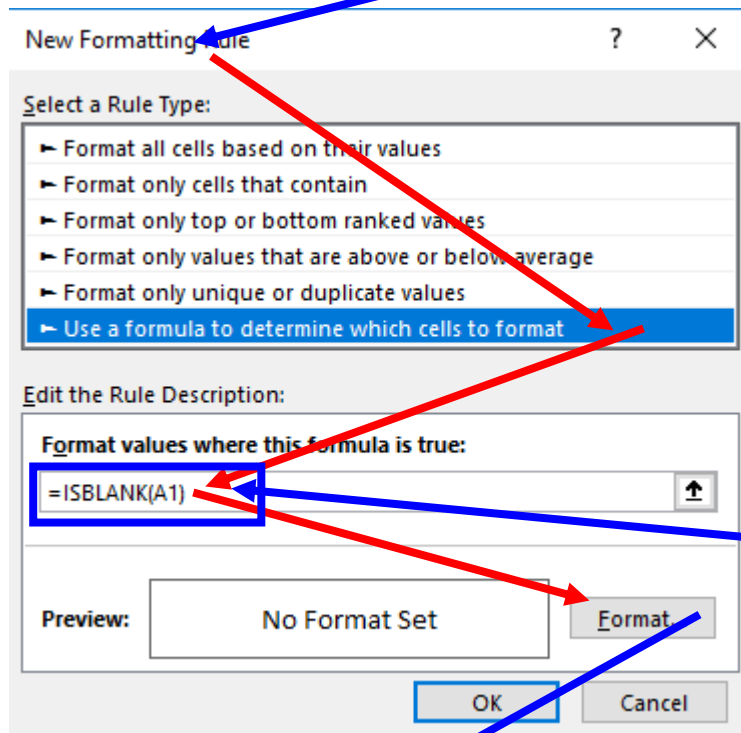 New Formatting Rule ? ×
Select a Rule Type:
► Format all cells based on their values
► Format only cells that contain
► Format only top or bottom ranked values
► Format only values that are above or below average
► Format only unique or duplicate values
► Use a formula to determine which cells to format
Edit the Rule Description:
Format values where this formula is true:
=ISBLANK(A1)
Preview: No Format Set Format...
OK Cancel